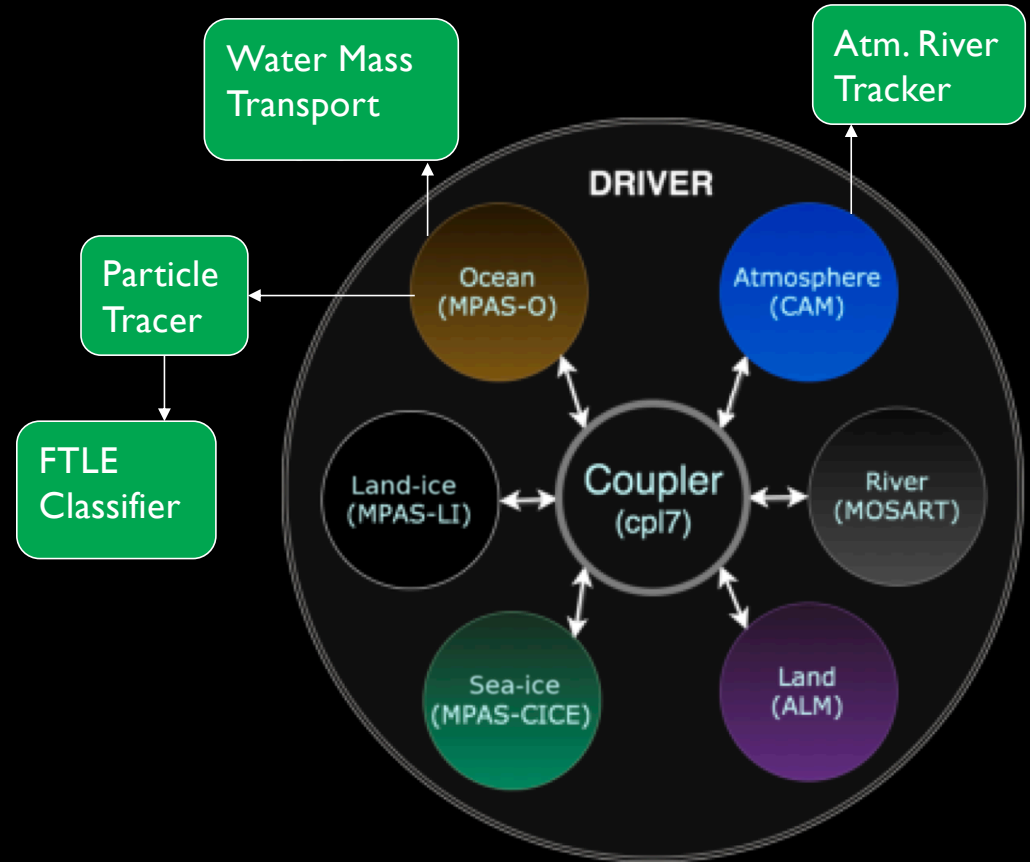 Water Mass
Transport
Atm. River
Tracker
DRIVER
Particle
Tracer
Ocean
(MPAS-O)
Atmosphere
(CAM)
FTLE
Classifier
Land-ice
(MPAS-LI)
Coupler
(cpl7)
River
(MOSART)
Sea-ice
(MPAS-CICE)
Land
(ALM)